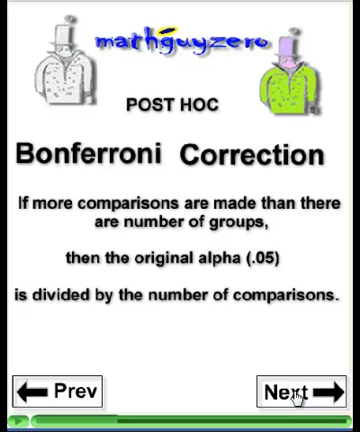 mathguyzero
POST HOC
Bonferroni Correction
If more comparisons are made than there
are number of groups,
then the original alpha (.05)
is divided by the number of comparisons.
Prev
Next